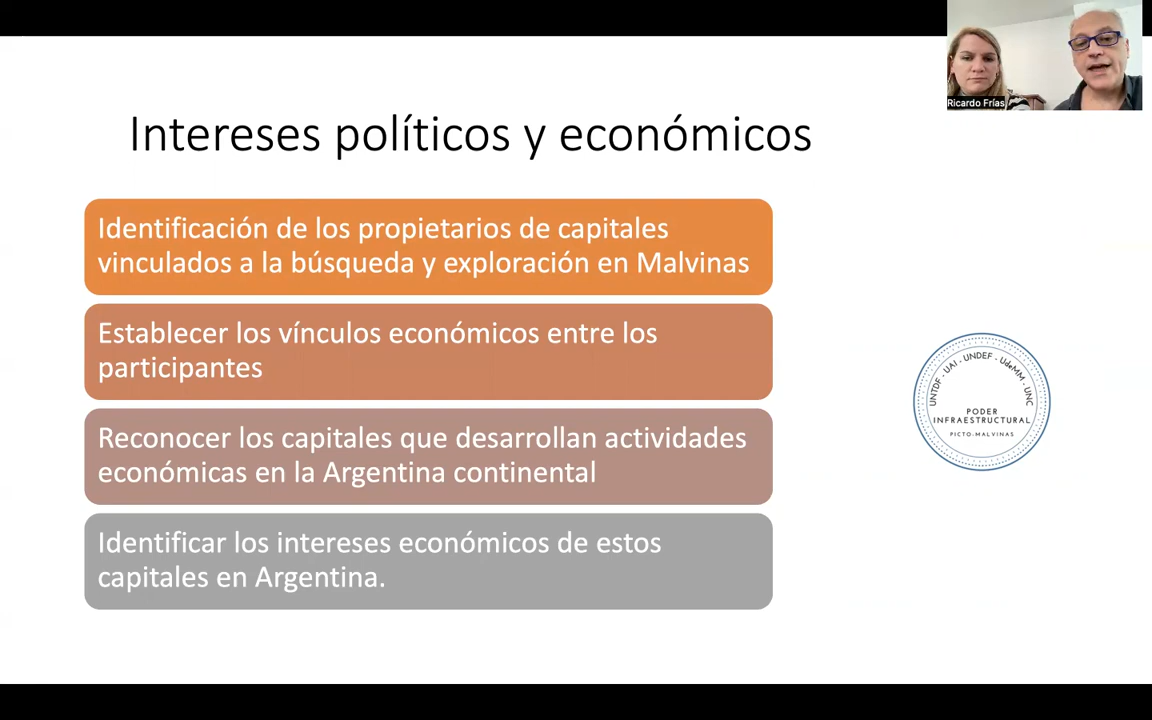 Ricardo Frías
Intereses políticos y económicos
Identificación de los propietarios de capitales
vinculados a la búsqueda y exploración en Malvinas
Establecer los vínculos económicos entre los
participantes
Reconocer los capitales que desarrollan actividades
económicas en la Argentina continental
Identificar los intereses económicos de estos
capitales en Argentina.
UNTDF - UAI - UNDEF - UdeMM - UNC
PODER
INFRAESTRUCTURAL
PICTO-MALVINAS